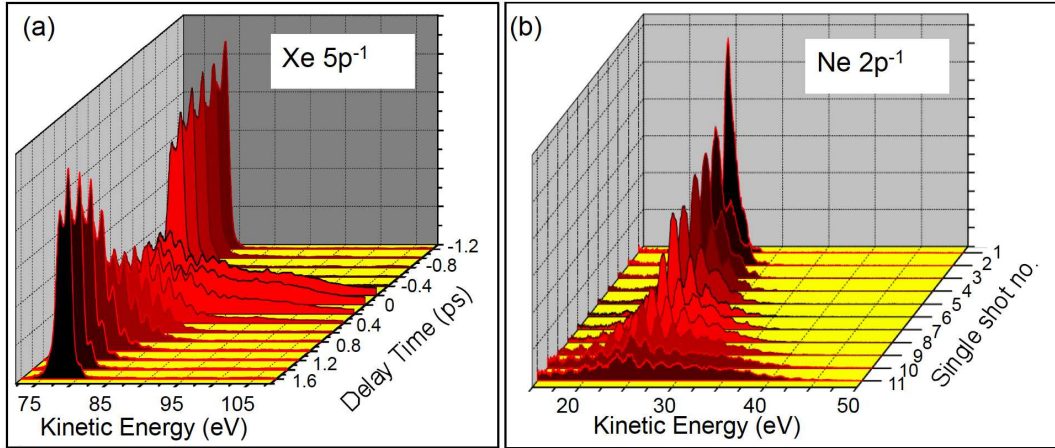 (a)
Xe 5p⁻¹
-1.2
-0.8
-0.4
0
0.4
0.8
1.2
1.6
Delay Time (ps)
75 85 95 105
Kinetic Energy (eV)
(b)
Ne 2p⁻¹
1
2
3
4
5
6
7
8
9
10
11
Single shot no.
20 30 40 50
Kinetic Energy (eV)